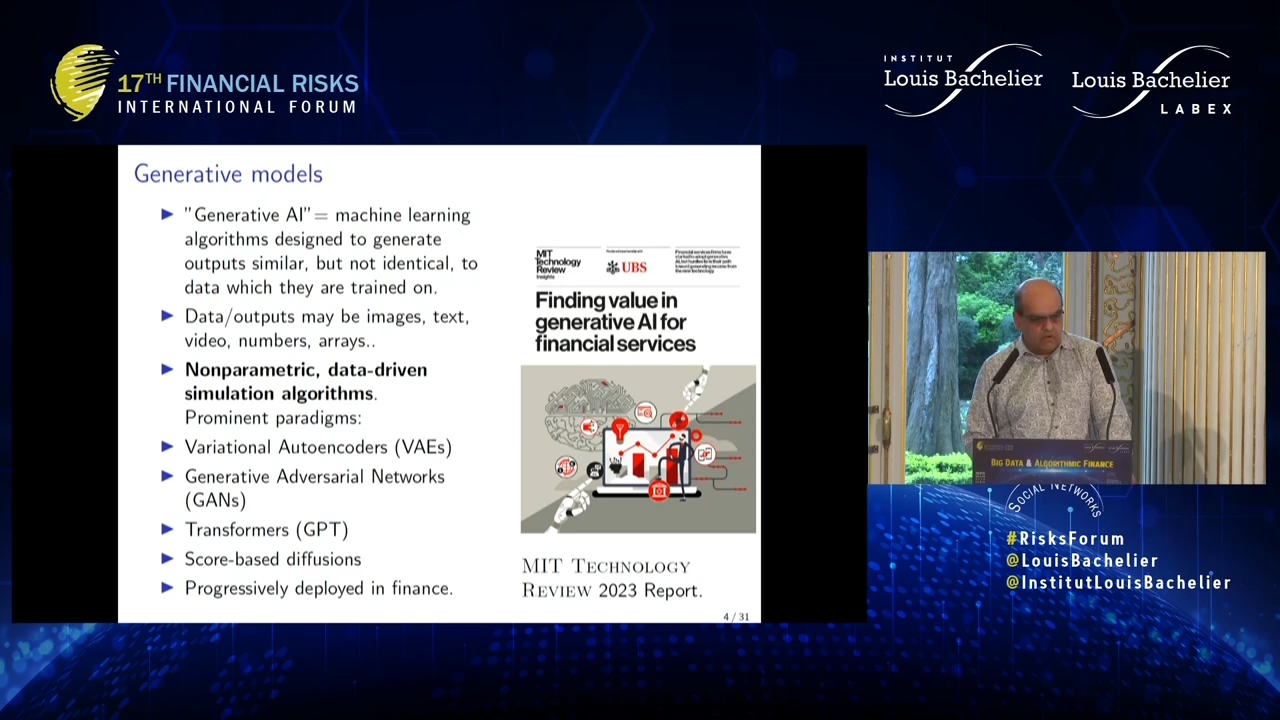 17TH FINANCIAL RISKS
INTERNATIONAL FORUM
INSTITUT
Louis Bachelier
Louis Bachelier
LABEX
Generative models
"Generative AI"= machine learning
algorithms designed to generate
outputs similar, but not identical, to
data which they are trained on.
Data/outputs may be images, text,
video, numbers, arrays..
Nonparametric, data-driven
simulation algorithms.
Prominent paradigms:
Variational Autoencoders (VAEs)
Generative Adversarial Networks
(GANs)
Transformers (GPT)
Score-based diffusions
Progressively deployed in finance.
MIT
Technology
Review
Insights
UBS
Finding value in
generative AI for
financial services
MIT TECHNOLOGY
REVIEW 2023 Report.
4 / 31
BIG DATA & ALGORITHMIC FINANCE
SOCIAL NETWORKS
#RisksForum
@LouisBachelier
@InstitutLouisBachelier